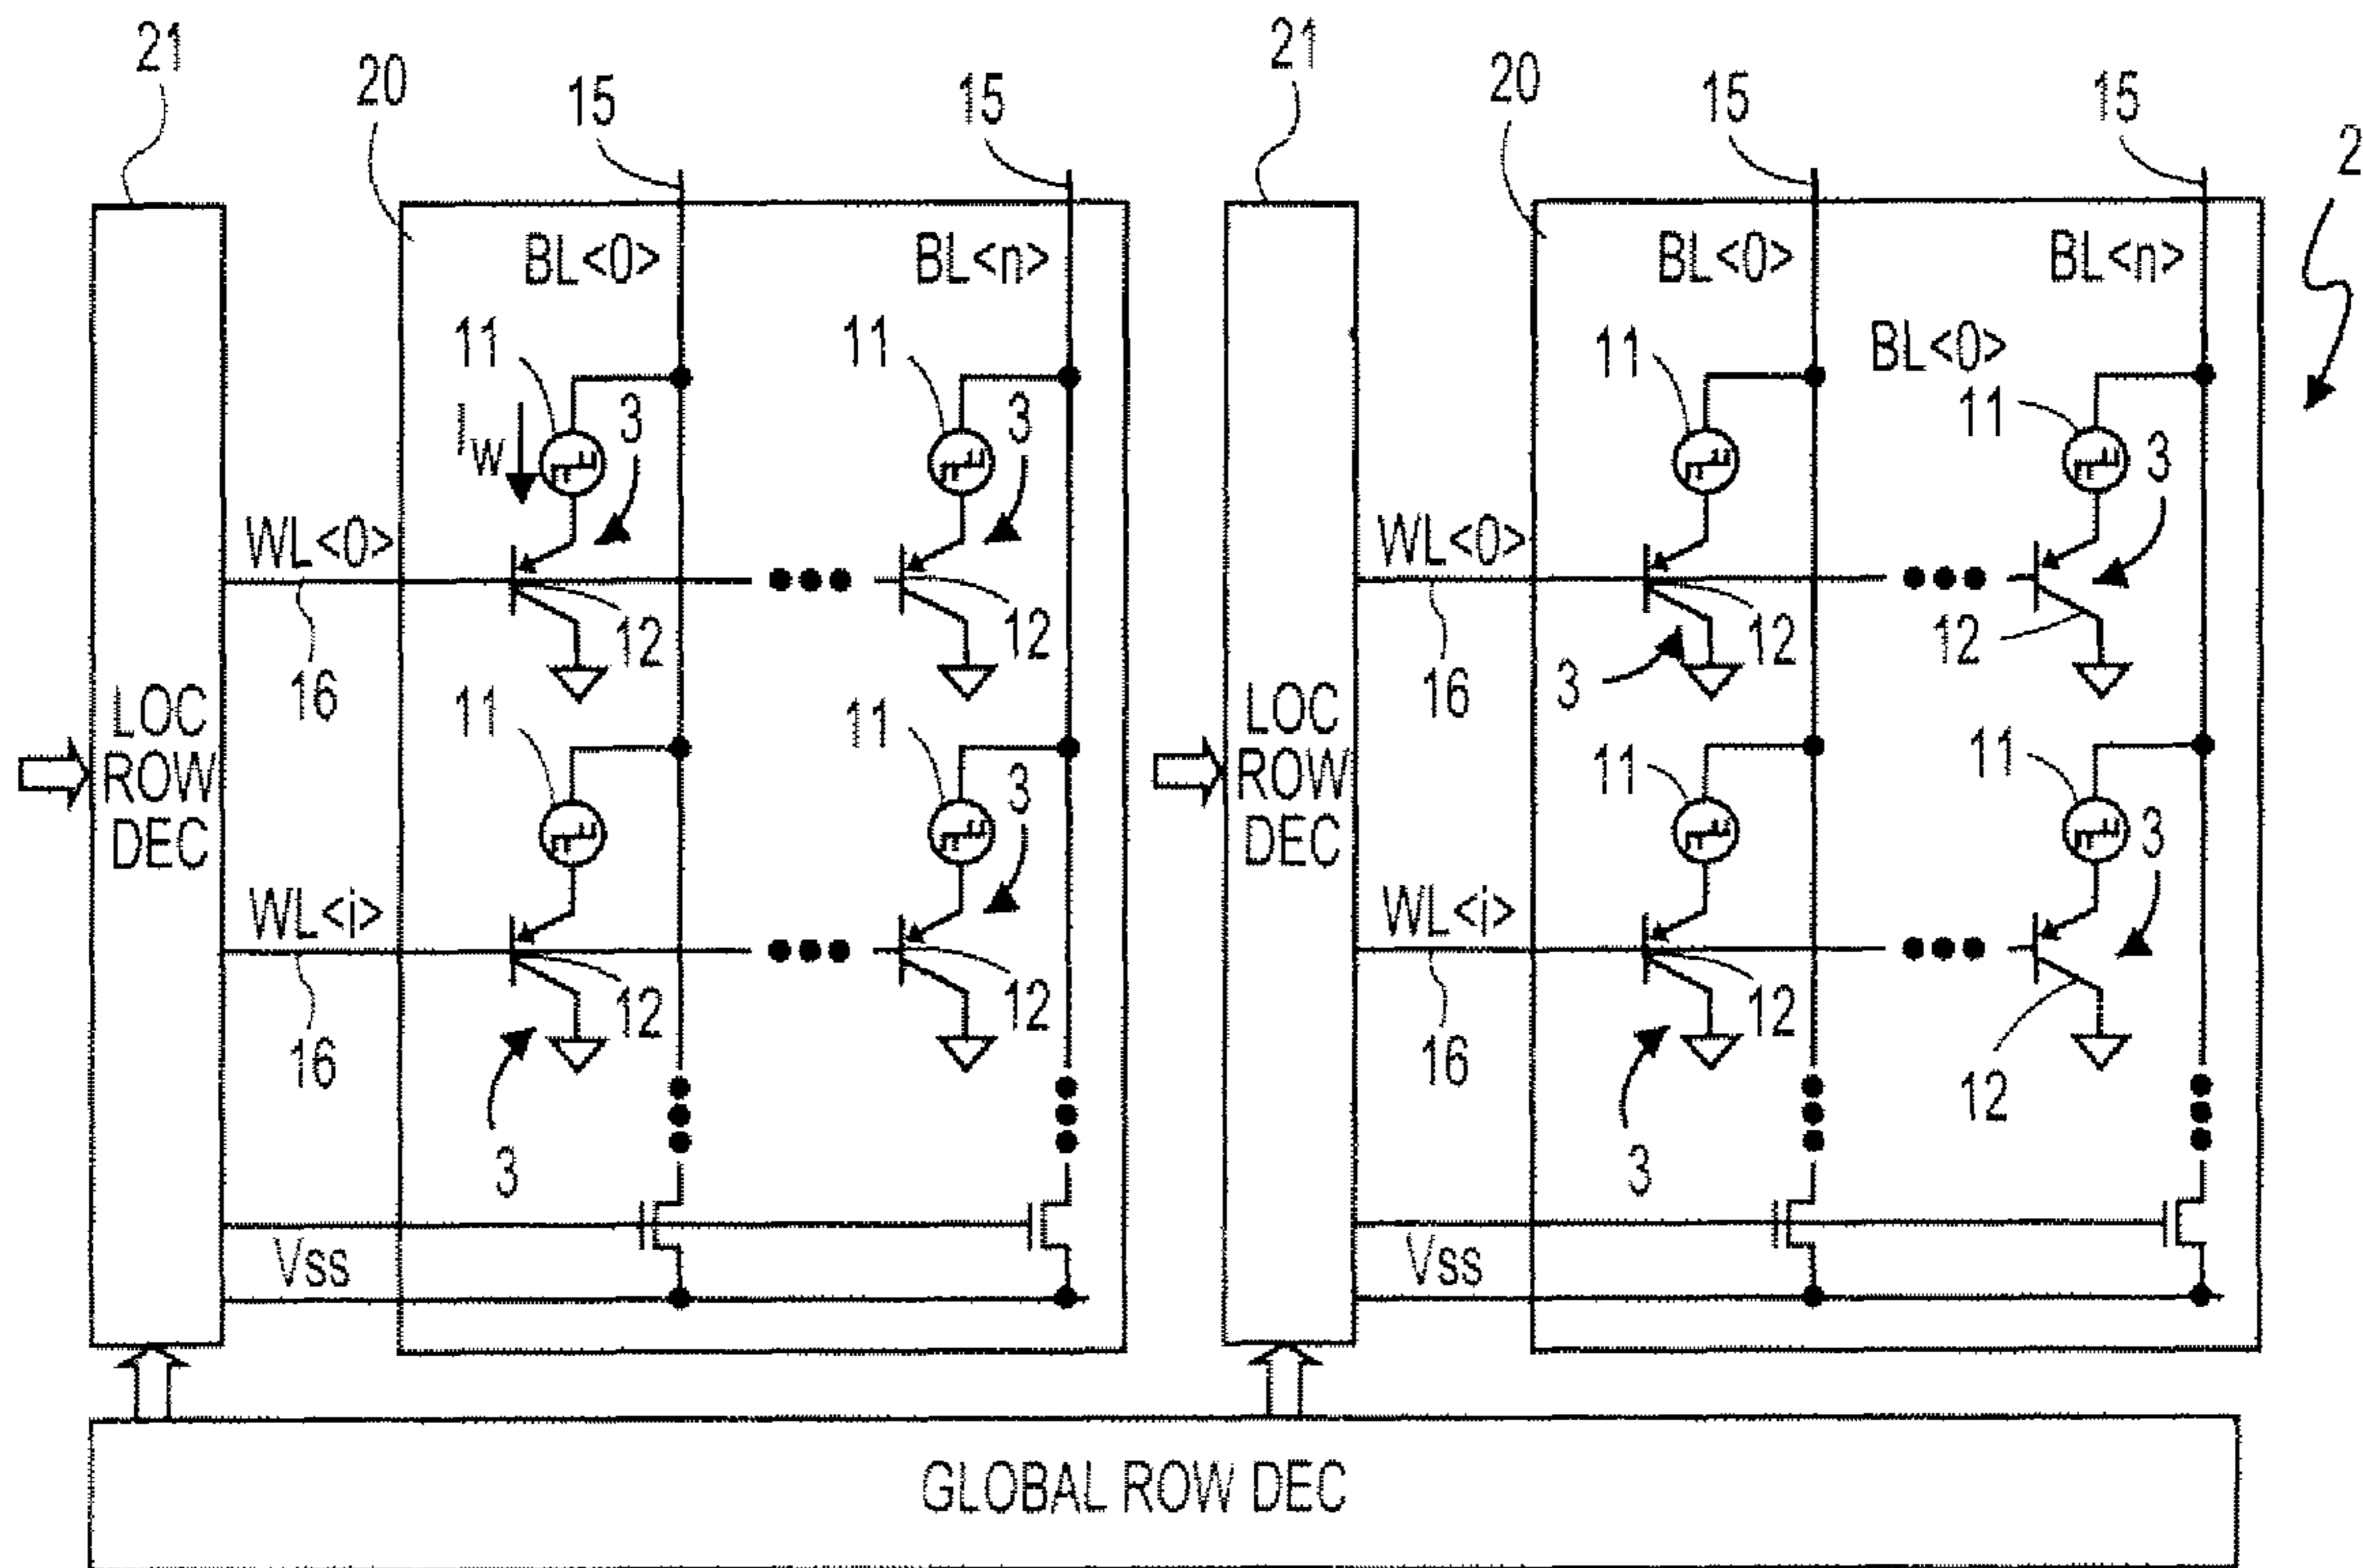 21
20
15
15
21
20
15
15
2
BL<0>
BL<n>
BL<0>
BL<n>
11
11
11
BL<0>
11
3
3
3
IW
WL<0>
WL<0>
12
12
12
12
3
16
16
11
11
11
11
LOC
ROW
DEC
LOC
ROW
DEC
3
3
WL<i>
WL<i>
12
12
12
12
16
16
3
3
Vss
Vss
GLOBAL ROW DEC